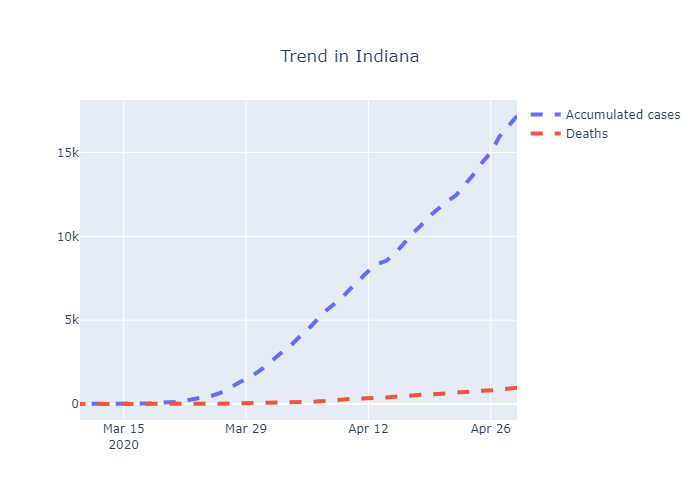 Trend in Indiana
Accumulated cases
Deaths
15k
10k
5k
0
Mar 15
2020
Mar 29
Apr 12
Apr 26